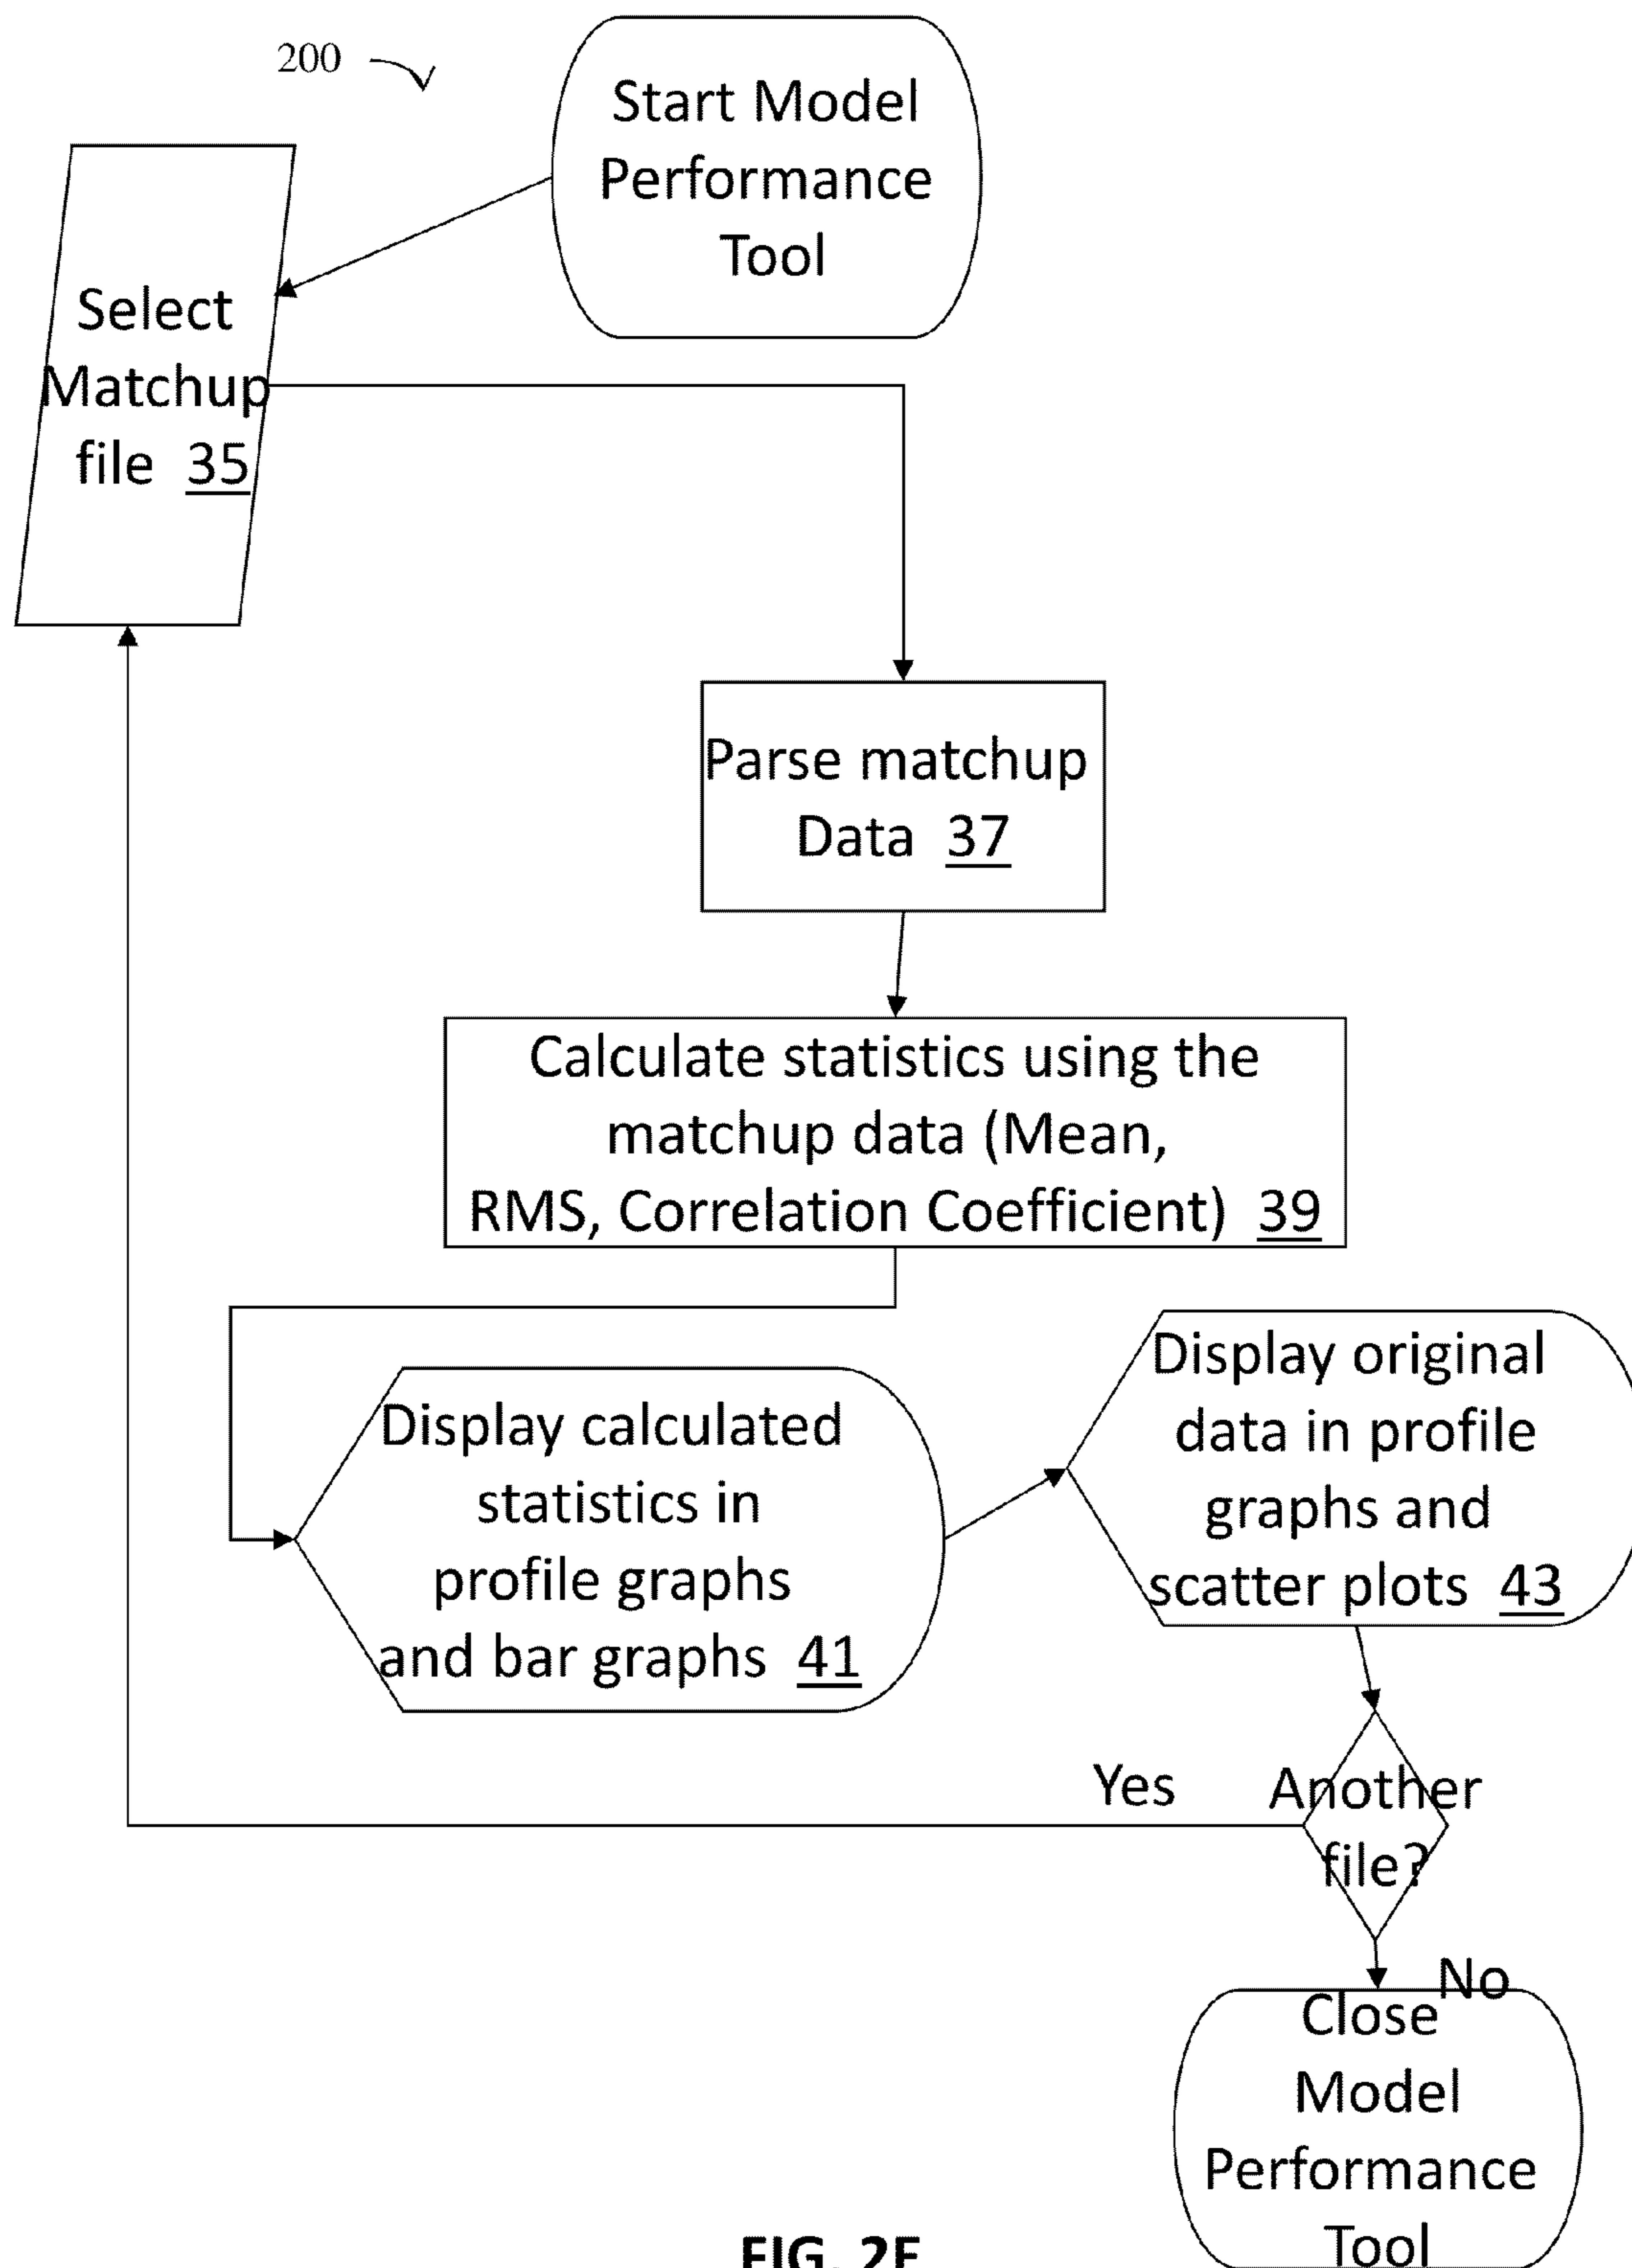 200
Start Model
Performance
Tool
Select
Matchup
file 35
Parse matchup
Data 37
Calculate statistics using the
matchup data (Mean,
RMS, Correlation Coefficient) 39
Display calculated
statistics in
profile graphs
and bar graphs 41
Display original
data in profile
graphs and
scatter plots 43
Yes
Another
file?
No
Close
Model
Performance
Tool